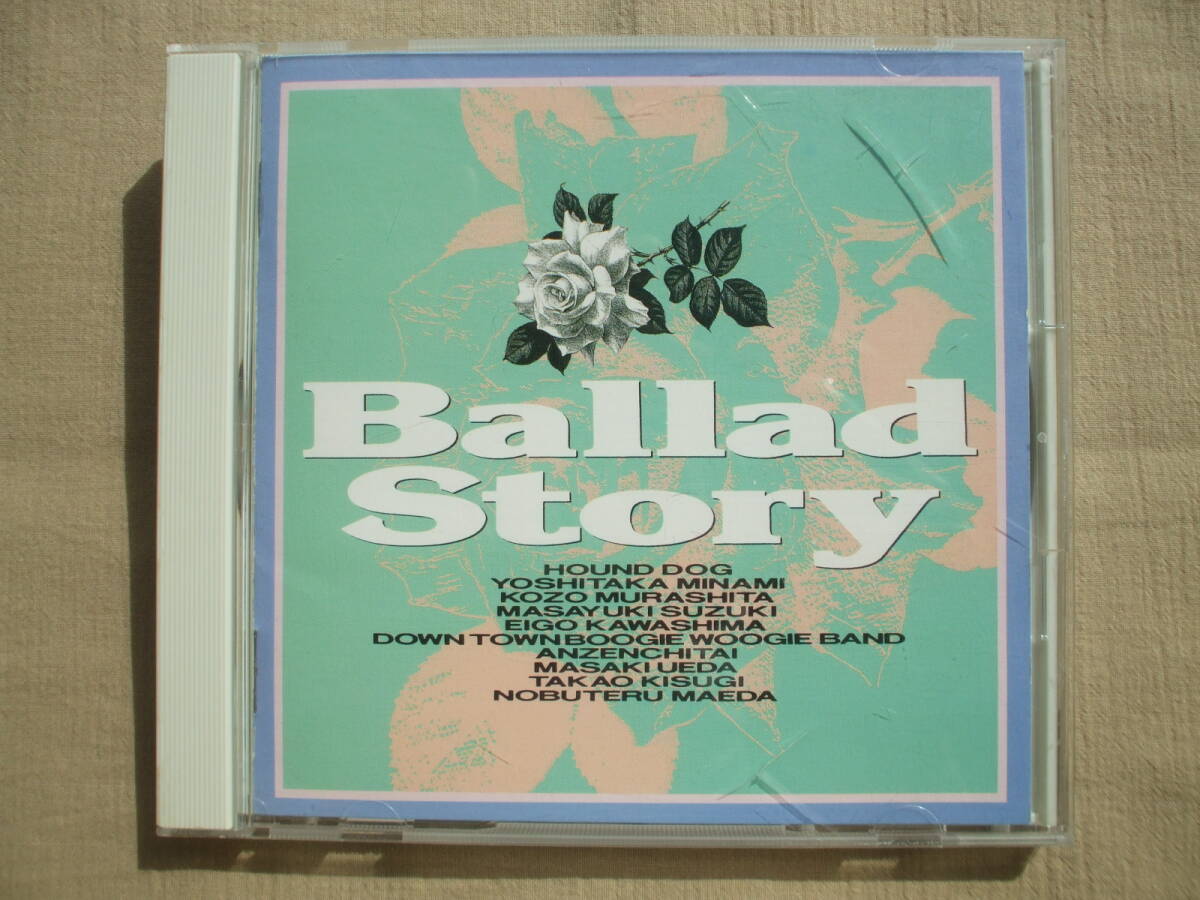 Ballad
Story
HOUND DOG
YOSHITAKA MINAMI
KOZO MURASHITA
MASAYUKI SUZUKI
EIGO KAWASHIMA
DOWN TOWN BOOGIE WOOGIE BAND
ANZENCHITAI
MASAKI UEDA
TAKAO KISUGI
NOBUTERU MAEDA